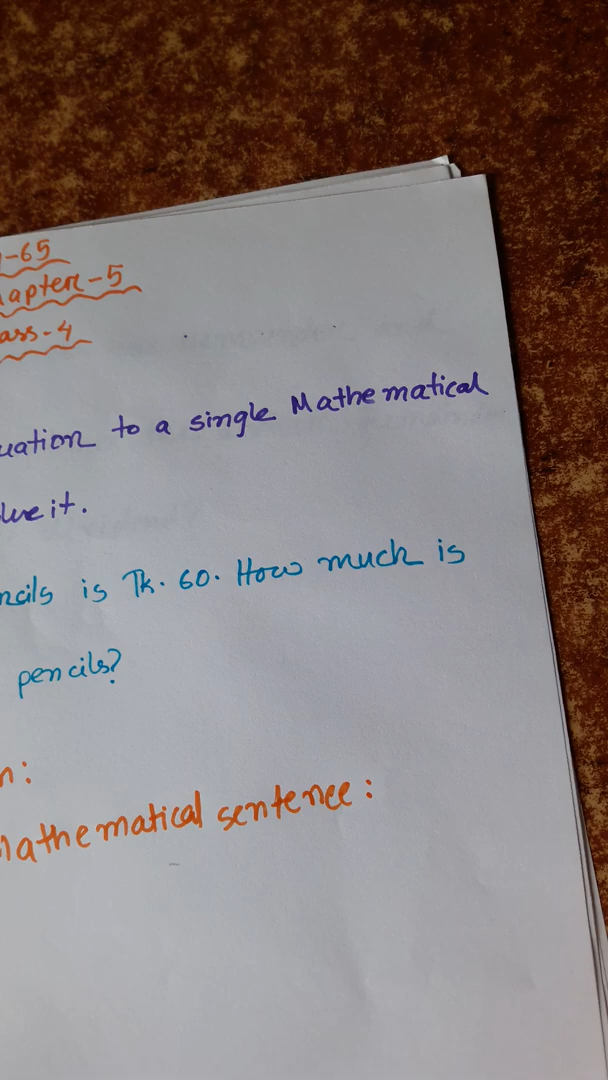 -65
apter-5
ass-4
uation to a single Mathematical
lve it.
ncils is Tk. 60. How much is
pencils?
n:
Mathematical sentence: